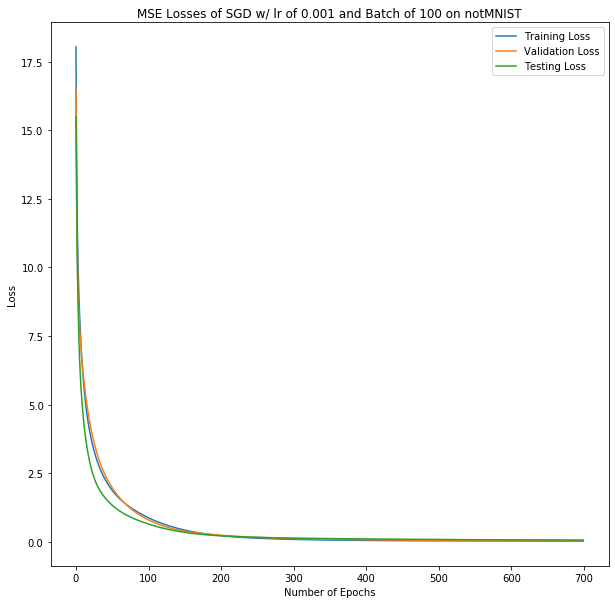 MSE Losses of SGD w/ lr of 0.001 and Batch of 100 on notMNIST
Training Loss
Validation Loss
Testing Loss
17.5
15.0
12.5
10.0
7.5
5.0
2.5
0.0
Loss
0 100 200 300 400 500 600 700
Number of Epochs